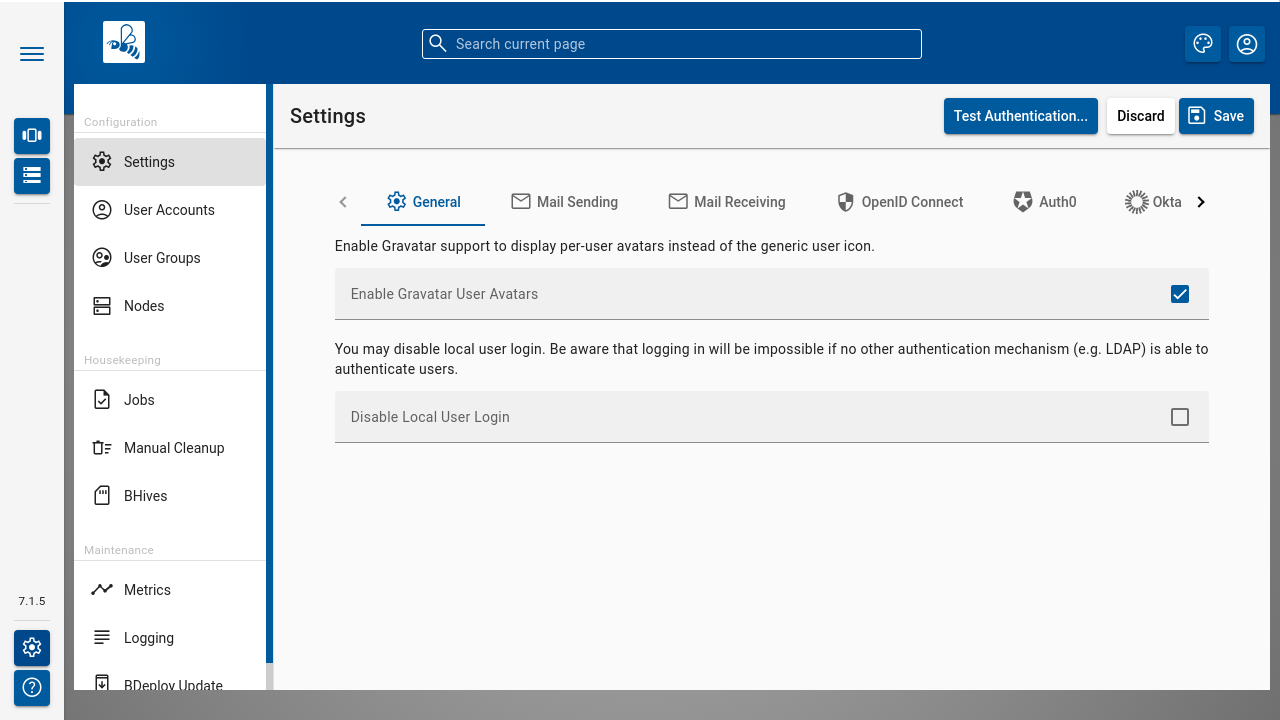 Search current page
Configuration
Settings
User Accounts
User Groups
Nodes
Housekeeping
Jobs
Manual Cleanup
BHives
Maintenance
Metrics
Logging
BDeploy Update
7.1.5
Settings
Test Authentication...
Discard
Save
General
Mail Sending
Mail Receiving
OpenID Connect
Auth0
Okta
Enable Gravatar support to display per-user avatars instead of the generic user icon.
Enable Gravatar User Avatars
You may disable local user login. Be aware that logging in will be impossible if no other authentication mechanism (e.g. LDAP) is able to
authenticate users.
Disable Local User Login